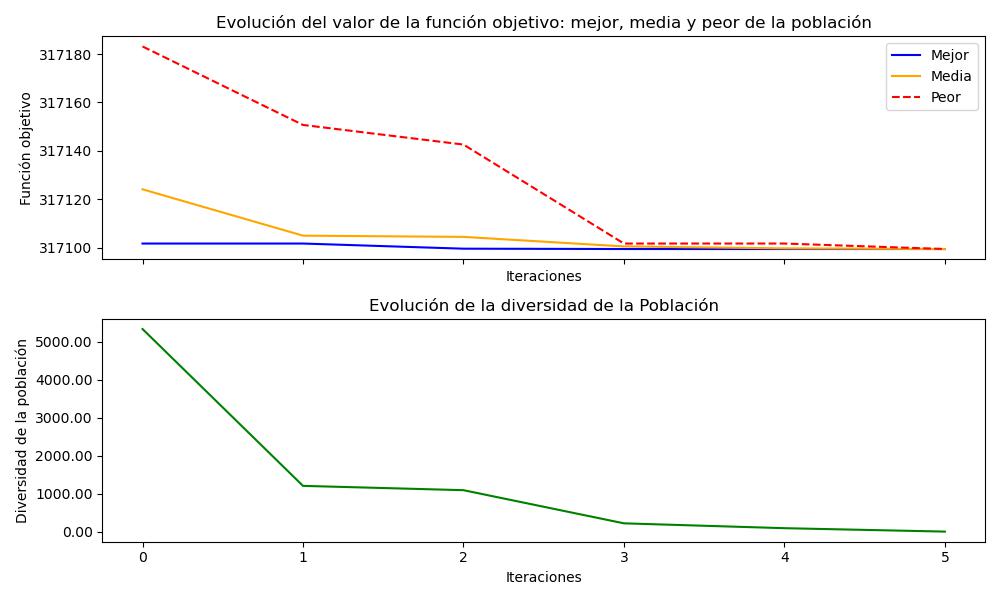 Evolución del valor de la función objetivo: mejor, media y peor de la población
Función objetivo
317180
317160
317140
317120
317100
Mejor
Media
Peor
Iteraciones
Evolución de la diversidad de la Población
Diversidad de la población
5000.00
4000.00
3000.00
2000.00
1000.00
0.00
0 1 2 3 4 5
Iteraciones